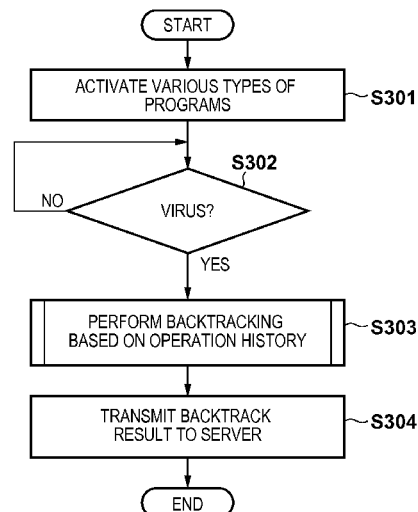 START
ACTIVATE VARIOUS TYPES OF
PROGRAMS
S301
S302
VIRUS?
NO
YES
PERFORM BACKTRACKING
BASED ON OPERATION HISTORY
S303
TRANSMIT BACKTRACK
RESULT TO SERVER
S304
END